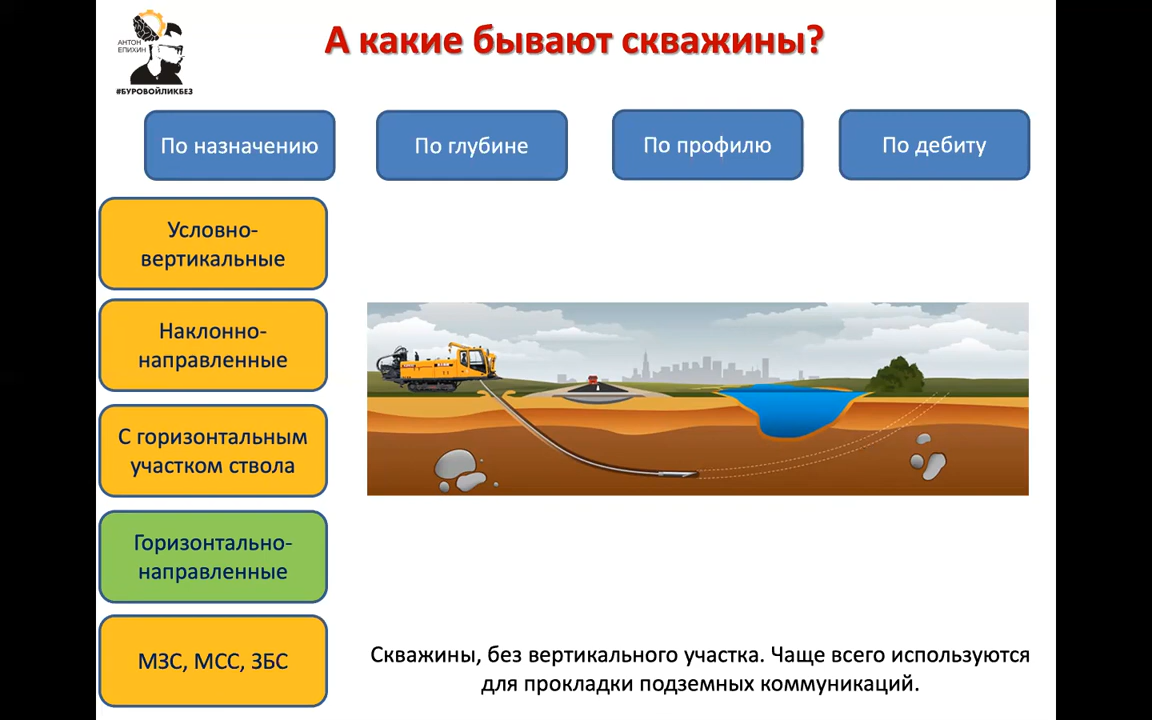 А какие бывают скважины?
АНТОН
ЕПИХИН
#БУРОВОЙЛИКБЕЗ
По назначению
По глубине
По профилю
По дебиту
Условно-
вертикальные
Наклонно-
направленные
С горизонтальным
участком ствола
Горизонтально-
направленные
МЗС, МСС, ЗБС
Скважины, без вертикального участка. Чаще всего используются
для прокладки подземных коммуникаций.